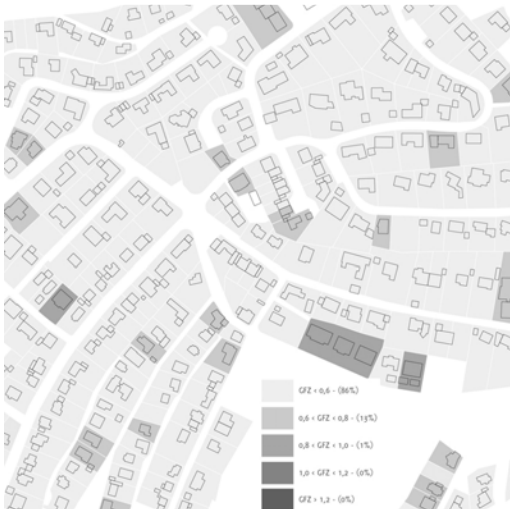 GFZ < 0,6 - (86%)
0,6 < GFZ < 0,8 - (13%)
0,8 < GFZ < 1,0 - (1%)
1,0 < GFZ < 1,2 - (0%)
GFZ > 1,2 - (0%)